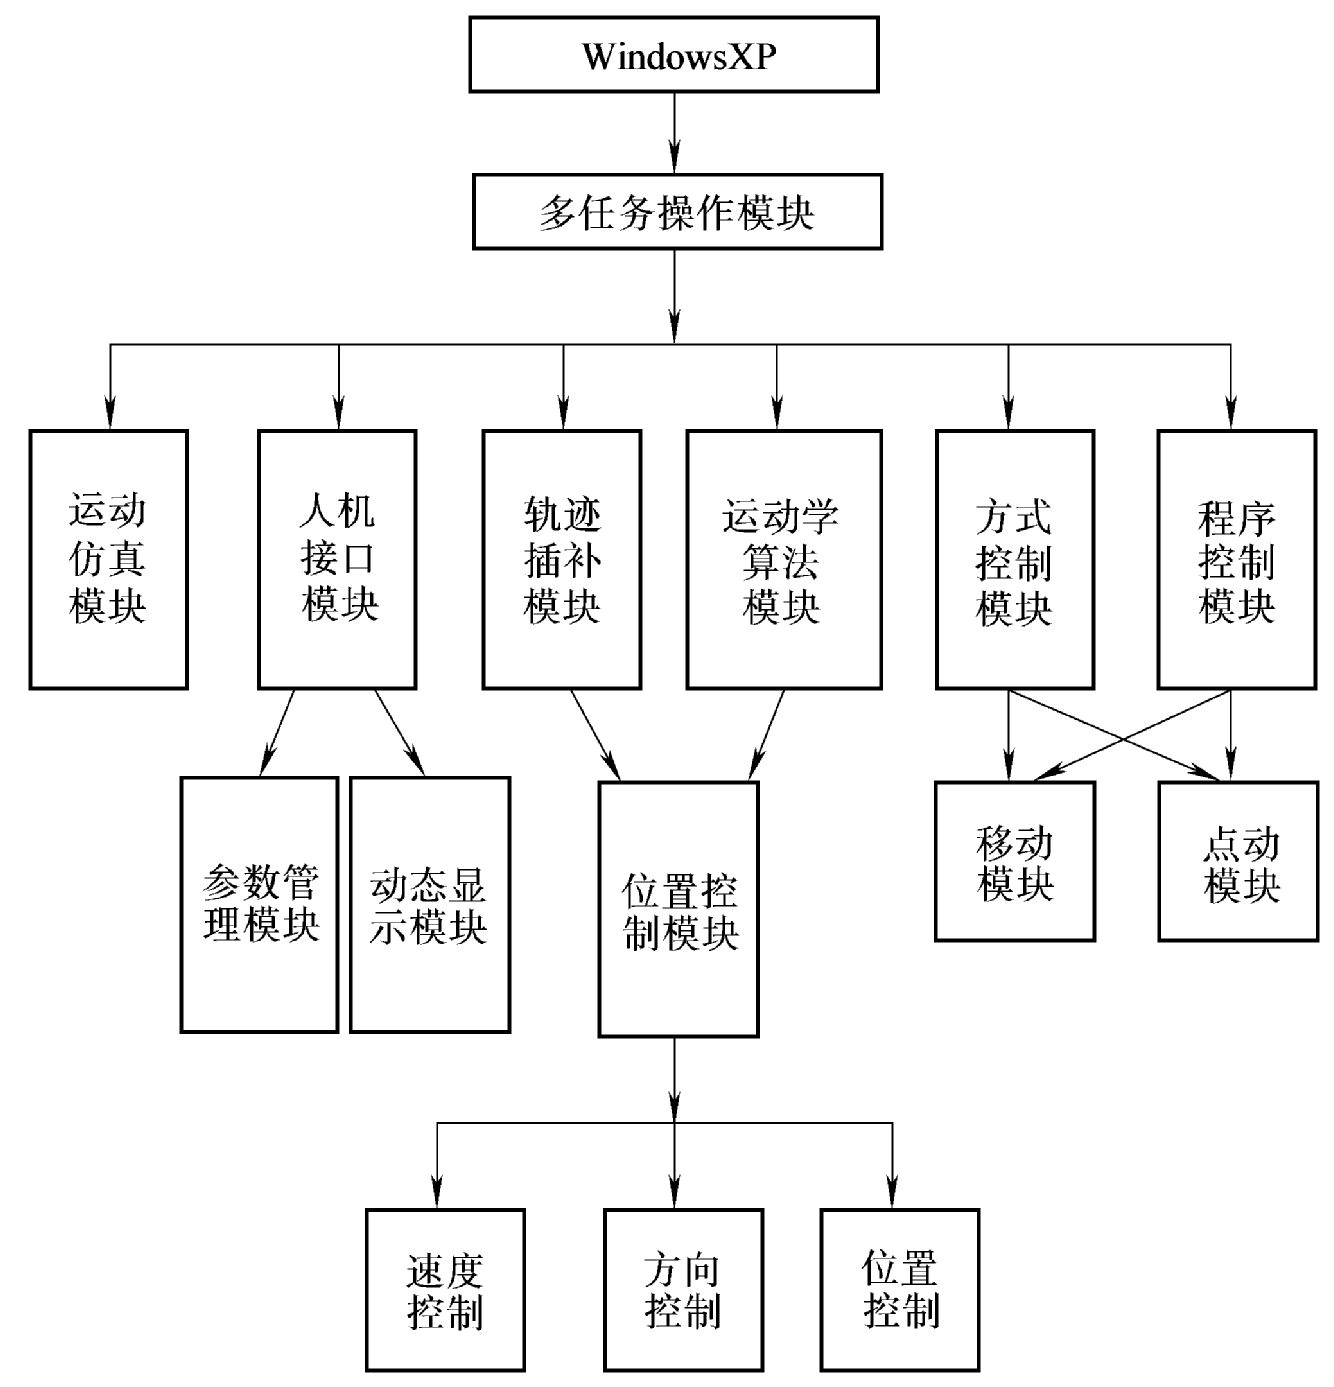 WindowsXP
多任务操作模块
运动
仿真
模块
人机
接口
模块
轨迹
插补
模块
运动学
算法
模块
方式
控制
模块
程序
控制
模块
参数管
理模块
动态显
示模块
位置控
制模块
移动
模块
点动
模块
速度
控制
方向
控制
位置
控制